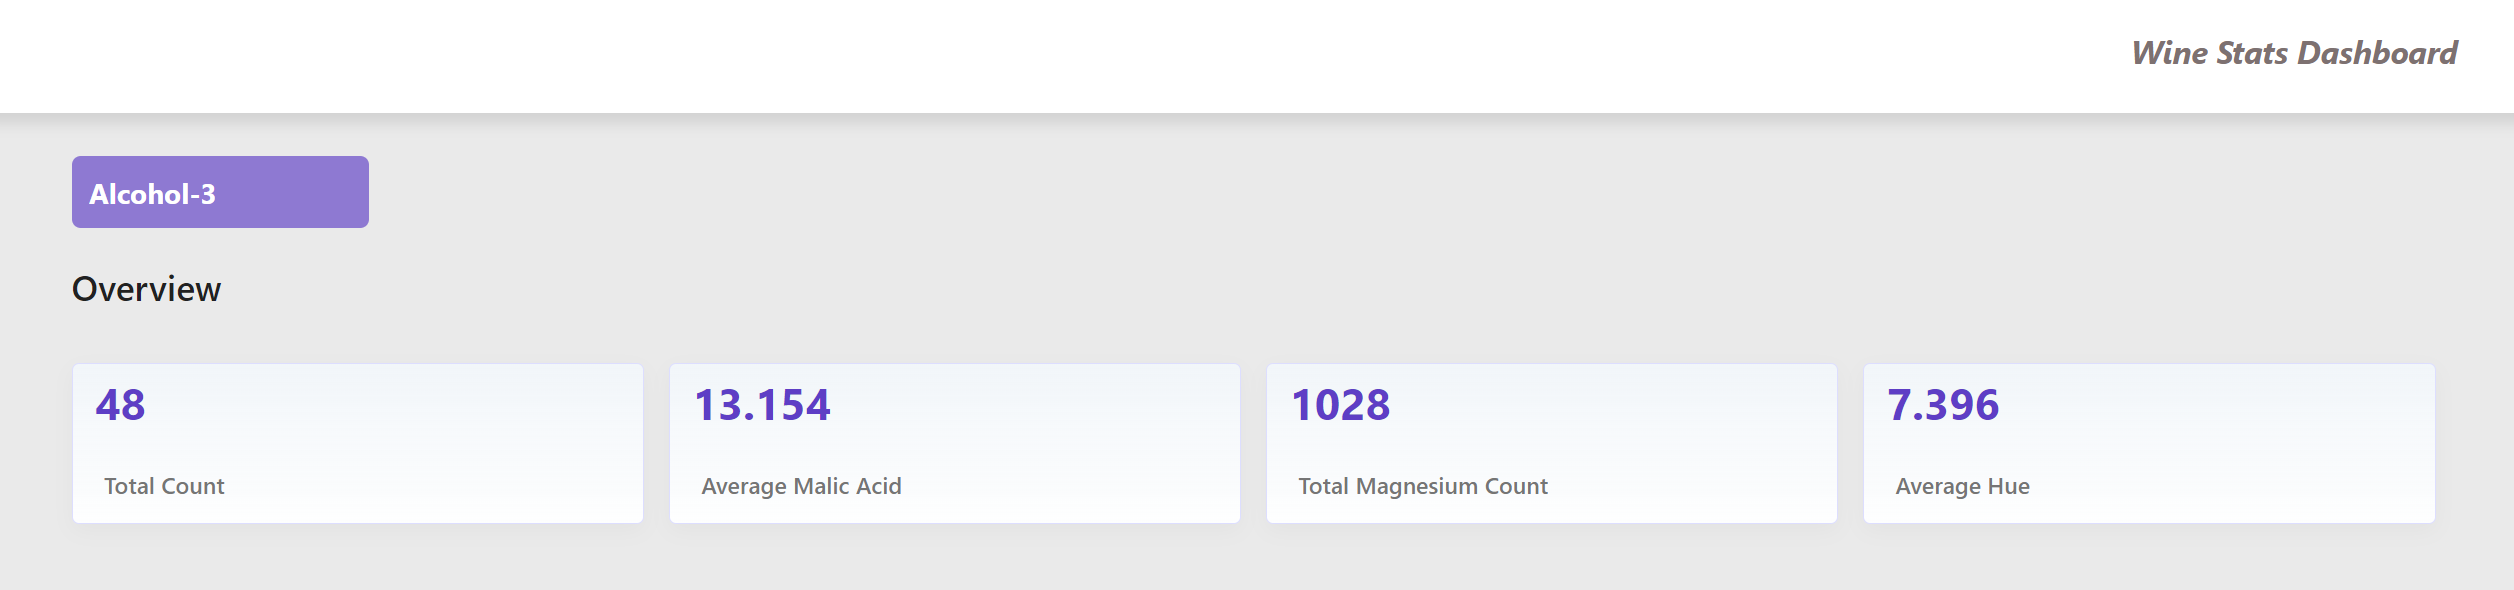 Wine Stats Dashboard
Alcohol-3
Overview
48
Total Count
13.154
Average Malic Acid
1028
Total Magnesium Count
7.396
Average Hue